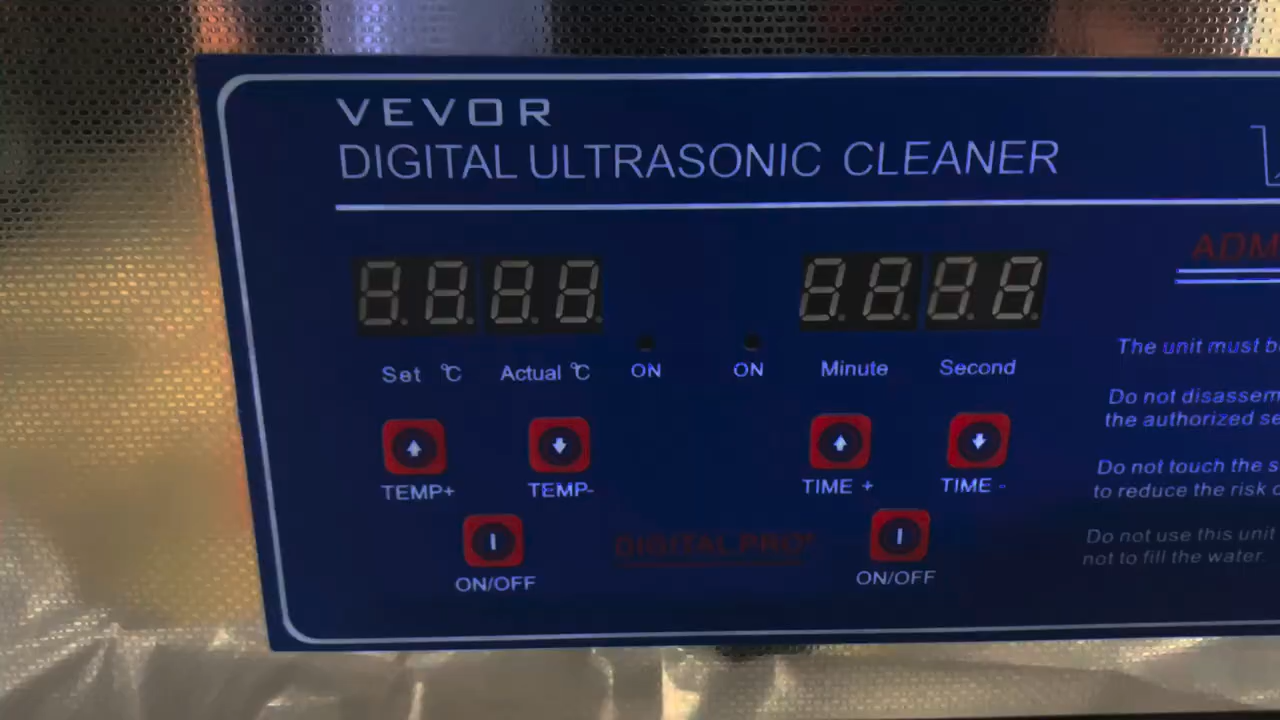 VEVOR
DIGITAL ULTRASONIC CLEANER
Set ℃ Actual ℃ ON ON Minute Second
TEMP+ TEMP- TIME + TIME -
ON/OFF DIGITAL PRO+ ON/OFF
The unit must
Do not disassem
the authorized
Do not touch the
to reduce the risk
Do not use this unit
not to fill the water.